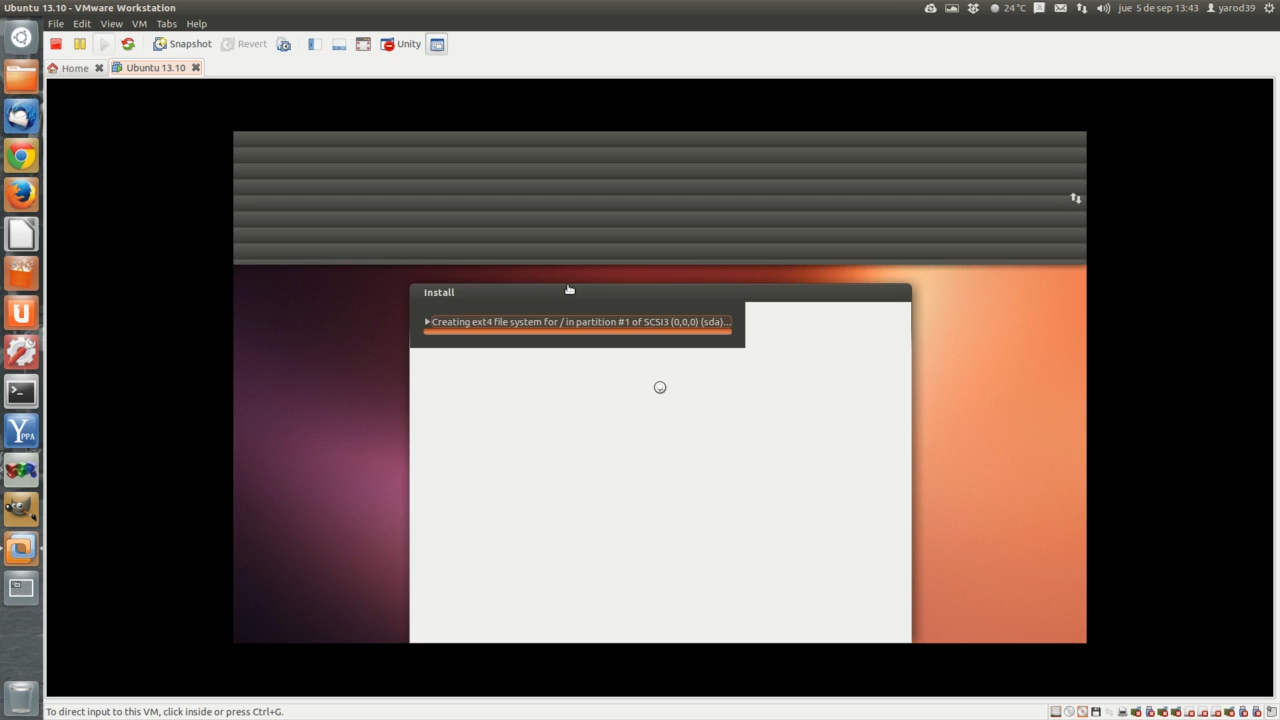 Ubuntu 13.10 - VMware Workstation
24°C A jue 5 de sep 13:43 yarod39
File Edit View VM Tabs Help
Snapshot Revert Unity
Home Ubuntu 13.10
Install
Creating ext4 file system for / in partition #1 of SCSI3 (0,0,0) (sda)...
U
>_
YPPA
To direct input to this VM, click inside or press Ctrl+G.